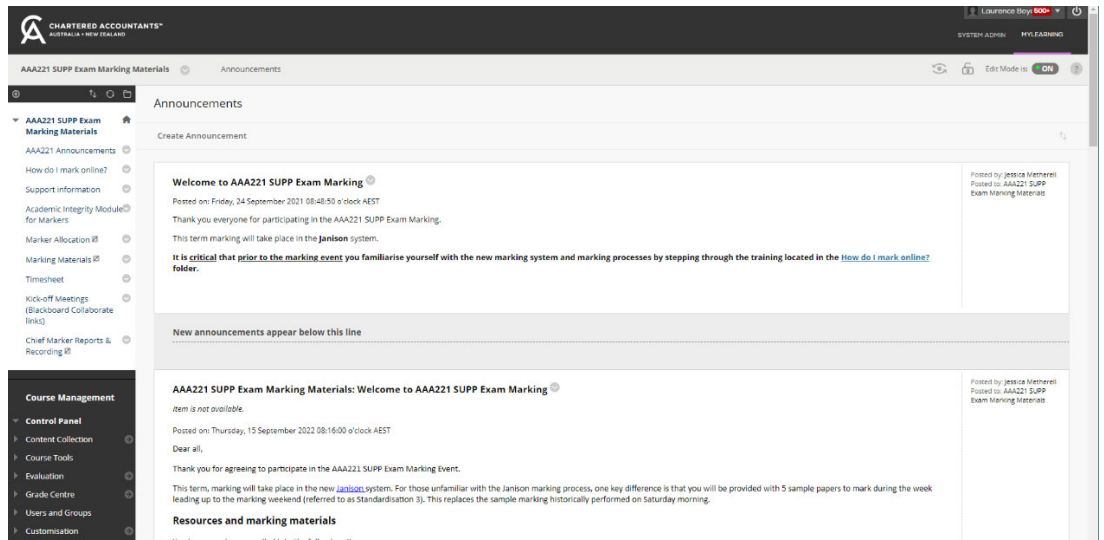 CHARTERED ACCOUNTANTS™
AUSTRALIA + NEW ZEALAND
Laurence Boyi 500+
SYSTEM ADMIN MYLEARNING
AAA221 SUPP Exam Marking Materials Announcements Edit Mode is: ON ?
Announcements
Create Announcement
AAA221 SUPP Exam
Marking Materials
AAA221 Announcements
How do I mark online?
Support information
Academic Integrity Module
for Markers
Marker Allocation
Marking Materials
Timesheet
Kick-off Meetings
(Blackboard Collaborate
links)
Chief Marker Reports &
Recording
Course Management
Control Panel
Content Collection
Course Tools
Evaluation
Grade Centre
Users and Groups
Customisation
Welcome to AAA221 SUPP Exam Marking
Posted on: Friday, 24 September 2021 08:48:50 o'clock AEST
Thank you everyone for participating in the AAA221 SUPP Exam Marking.
This term marking will take place in the Janison system.
It is critical that prior to the marking event you familiarise yourself with the new marking system and marking processes by stepping through the training located in the How do I mark online?
folder.
Posted by: Jessica Metherell
Posted to: AAA221 SUPP
Exam Marking Materials
New announcements appear below this line
AAA221 SUPP Exam Marking Materials: Welcome to AAA221 SUPP Exam Marking
Item is not available.
Posted on: Thursday, 15 September 2022 08:16:00 o'clock AEST
Dear all,
Thank you for agreeing to participate in the AAA221 SUPP Exam Marking Event.
This term, marking will take place in the new Janison system. For those unfamiliar with the Janison marking process, one key difference is that you will be provided with 5 sample papers to mark during the week
leading up to the marking weekend (referred to as Standardisation 3). This replaces the sample marking historically performed on Saturday morning.
Resources and marking materials
Posted by: Jessica Metherell
Posted to: AAA221 SUPP
Exam Marking Materials